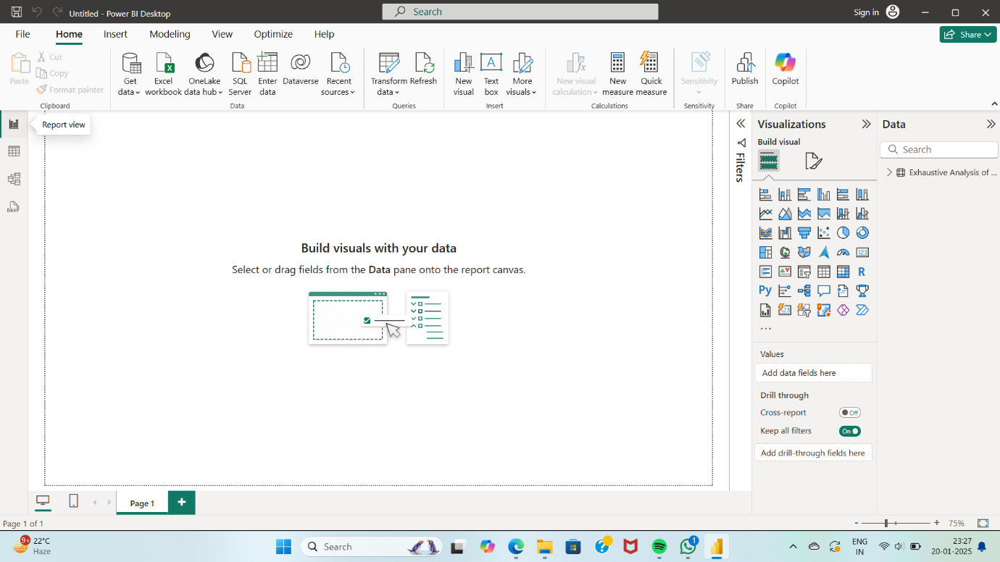 Untitled - Power BI Desktop
Search
Sign in
File
Home
Insert
Modeling
View
Optimize
Help
Share
Paste
Cut
Copy
Format painter
Clipboard
Get
data
Excel
workbook
OneLake
data hub
SQL
Server
Enter
data
Dataverse
Recent
sources
Data
Transform
data
Refresh
Queries
New
visual
Text
box
More
visuals
Insert
New visual
calculation
New
measure
Quick
measure
Calculations
Sensitivity
Sensitivity
Publish
Share
Copilot
Copilot
Report view
Build visuals with your data
Select or drag fields from the Data pane onto the report canvas.
Filters
Visualizations
Build visual
123
R
Py
123
Values
Add data fields here
Drill through
Cross-report
Off
Keep all filters
On
Add drill-through fields here
Data
Search
Exhaustive Analysis of ...
DAX
Page 1
Page 1 of 1
75%
9+
22°C
Haze
Search
1
ENG
IN
23:27
20-01-2025